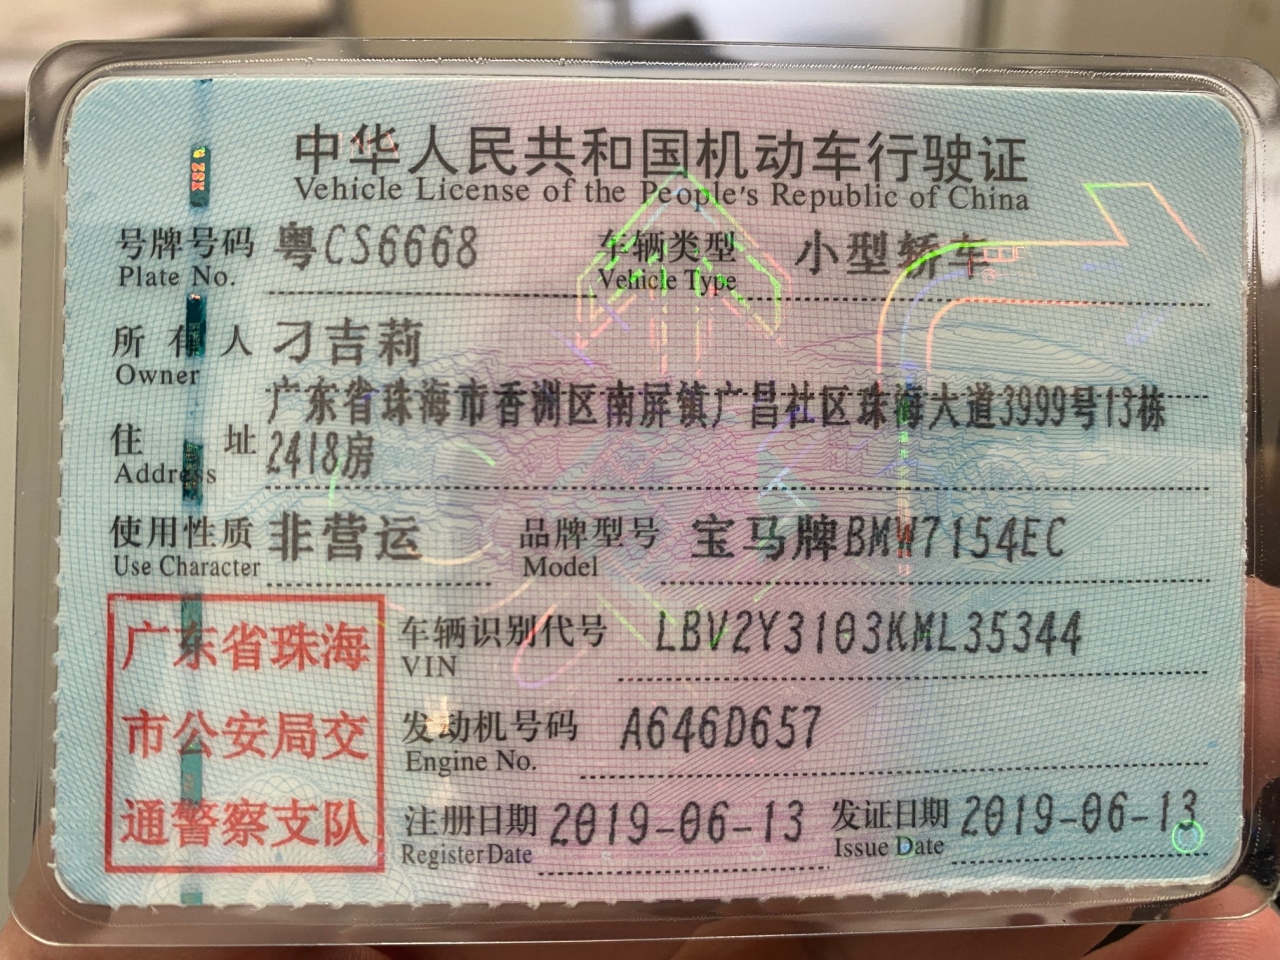 中华人民共和国机动车行驶证
Vehicle License of the People's Republic of China
号牌号码 粤CS6668 车辆类型 小型轿车
Plate No. Vehicle Type
所有人 刁吉莉
Owner
广东省珠海市香洲区南屏镇广昌社区珠海大道3999号13栋
住址 2418房
Address
使用性质 非营运 品牌型号 宝马牌BMW7154EC
Use Character Model
车辆识别代号 LBV2Y3103KML35344
VIN
发动机号码 A646D657
Engine No.
注册日期 2019-06-13 发证日期 2019-06-13
Register Date Issue Date
广东省珠海
市公安局交
通警察支队